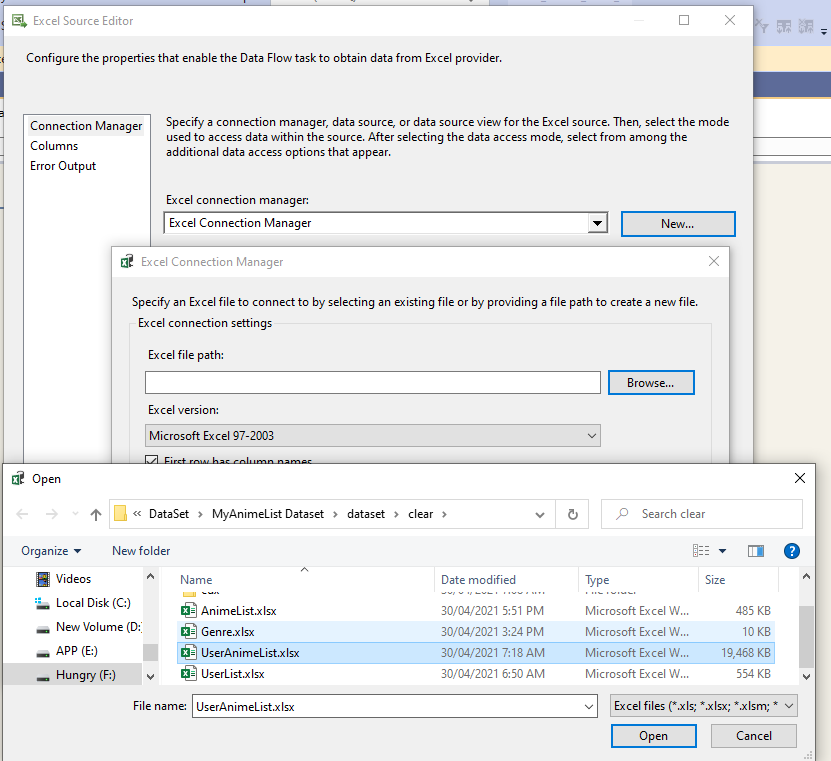 Excel Source Editor
Configure the properties that enable the Data Flow task to obtain data from Excel provider.
Connection Manager
Columns
Error Output
Specify a connection manager, data source, or data source view for the Excel source. Then, select the mode
used to access data within the source. After selecting the data access mode, select from among the
additional data access options that appear.
Excel connection manager:
Excel Connection Manager
New...
Excel Connection Manager
Specify an Excel file to connect to by selecting an existing file or by providing a file path to create a new file.
Excel connection settings
Excel file path:
Browse...
Excel version:
Microsoft Excel 97-2003
First row has column names
Open
« DataSet › MyAnimeList Dataset › dataset › clear ›
Search clear
Organize
New folder
Videos
Local Disk (C:)
New Volume (D:)
APP (E:)
Hungry (F:)
Name Date modified Type Size
AnimeList.xlsx 30/04/2021 5:51 PM Microsoft Excel W... 485 KB
Genre.xlsx 30/04/2021 3:24 PM Microsoft Excel W... 10 KB
UserAnimeList.xlsx 30/04/2021 7:18 AM Microsoft Excel W... 19,468 KB
UserList.xlsx 30/04/2021 6:50 AM Microsoft Excel W... 554 KB
File name: UserAnimeList.xlsx
Excel files (*.xls; *.xlsx; *.xlsm; *
Open
Cancel